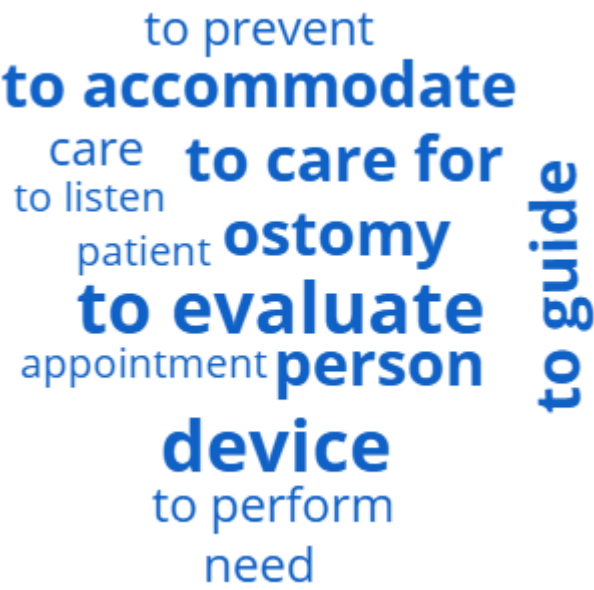 to prevent
to accommodate
care
to care for
to listen
ostomy
patient
to guide
to evaluate
appointment
person
device
to perform
need